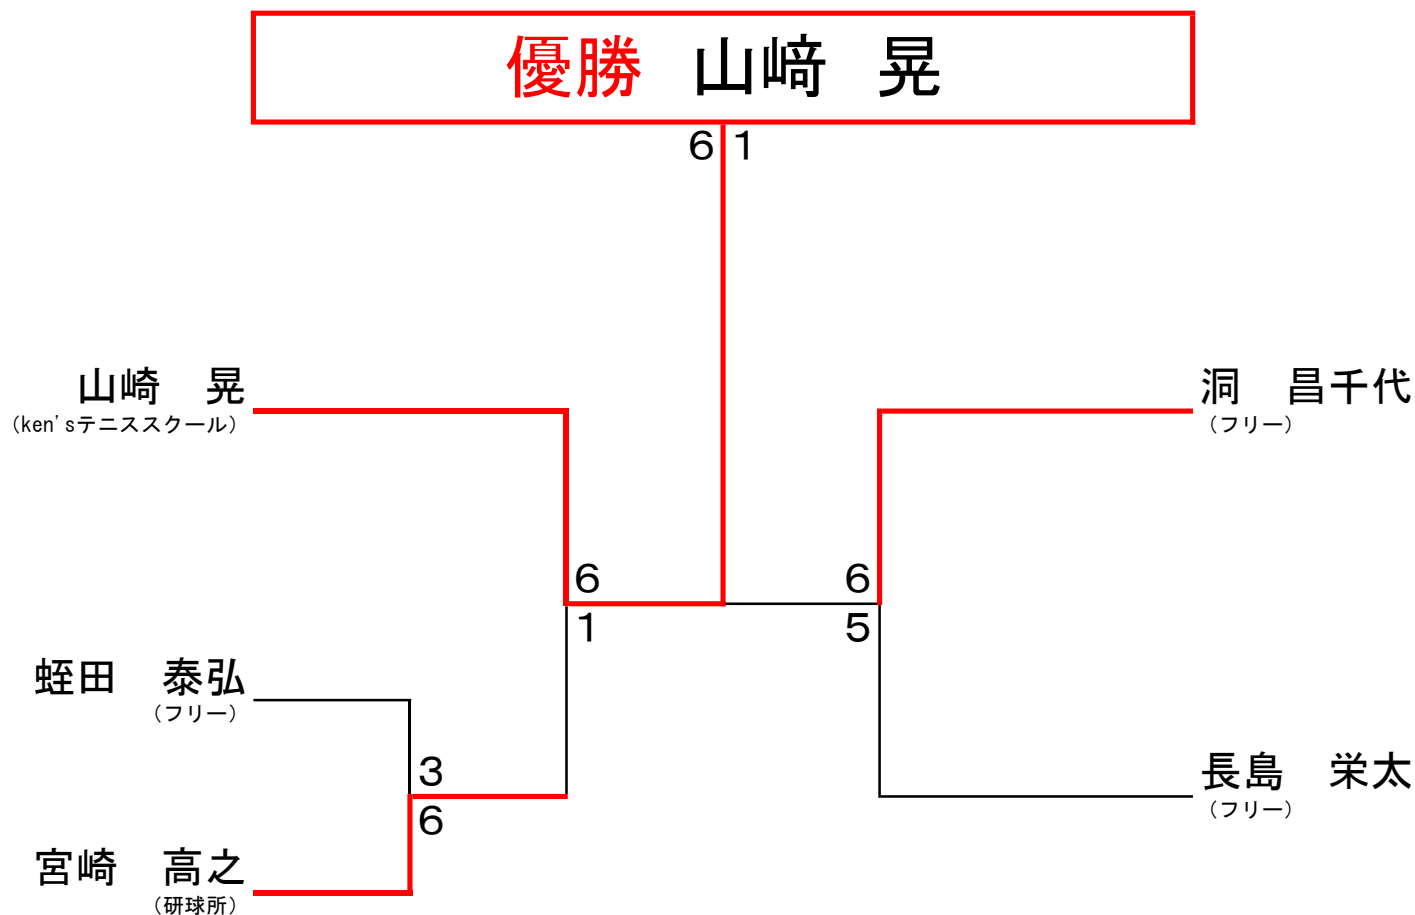 優勝　山﨑　晃
6 1
山崎　晃
（ken'sテニススクール）
洞　昌千代
（フリー）
6
1
6
5
蛭田　泰弘
（フリー）
3
6
長島　栄太
（フリー）
宮崎　高之
（研球所）